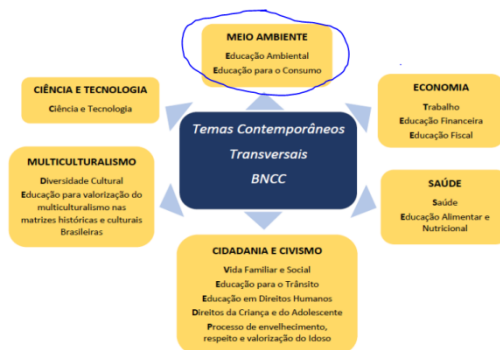 MEIO AMBIENTE
Educação Ambiental
Educação para o Consumo
CIÊNCIA E TECNOLOGIA
Ciência e Tecnologia
ECONOMIA
Trabalho
Educação Financeira
Educação Fiscal
Temas Contemporâneos
Transversais
BNCC
MULTICULTURALISMO
Diversidade Cultural
Educação para valorização do
multiculturalismo nas
matrizes históricas e culturais
Brasileiras
SAÚDE
Saúde
Educação Alimentar e
Nutricional
CIDADANIA E CIVISMO
Vida Familiar e Social
Educação para o Trânsito
Educação em Direitos Humanos
Direitos da Criança e do Adolescente
Processo de envelhecimento,
respeito e valorização do Idoso